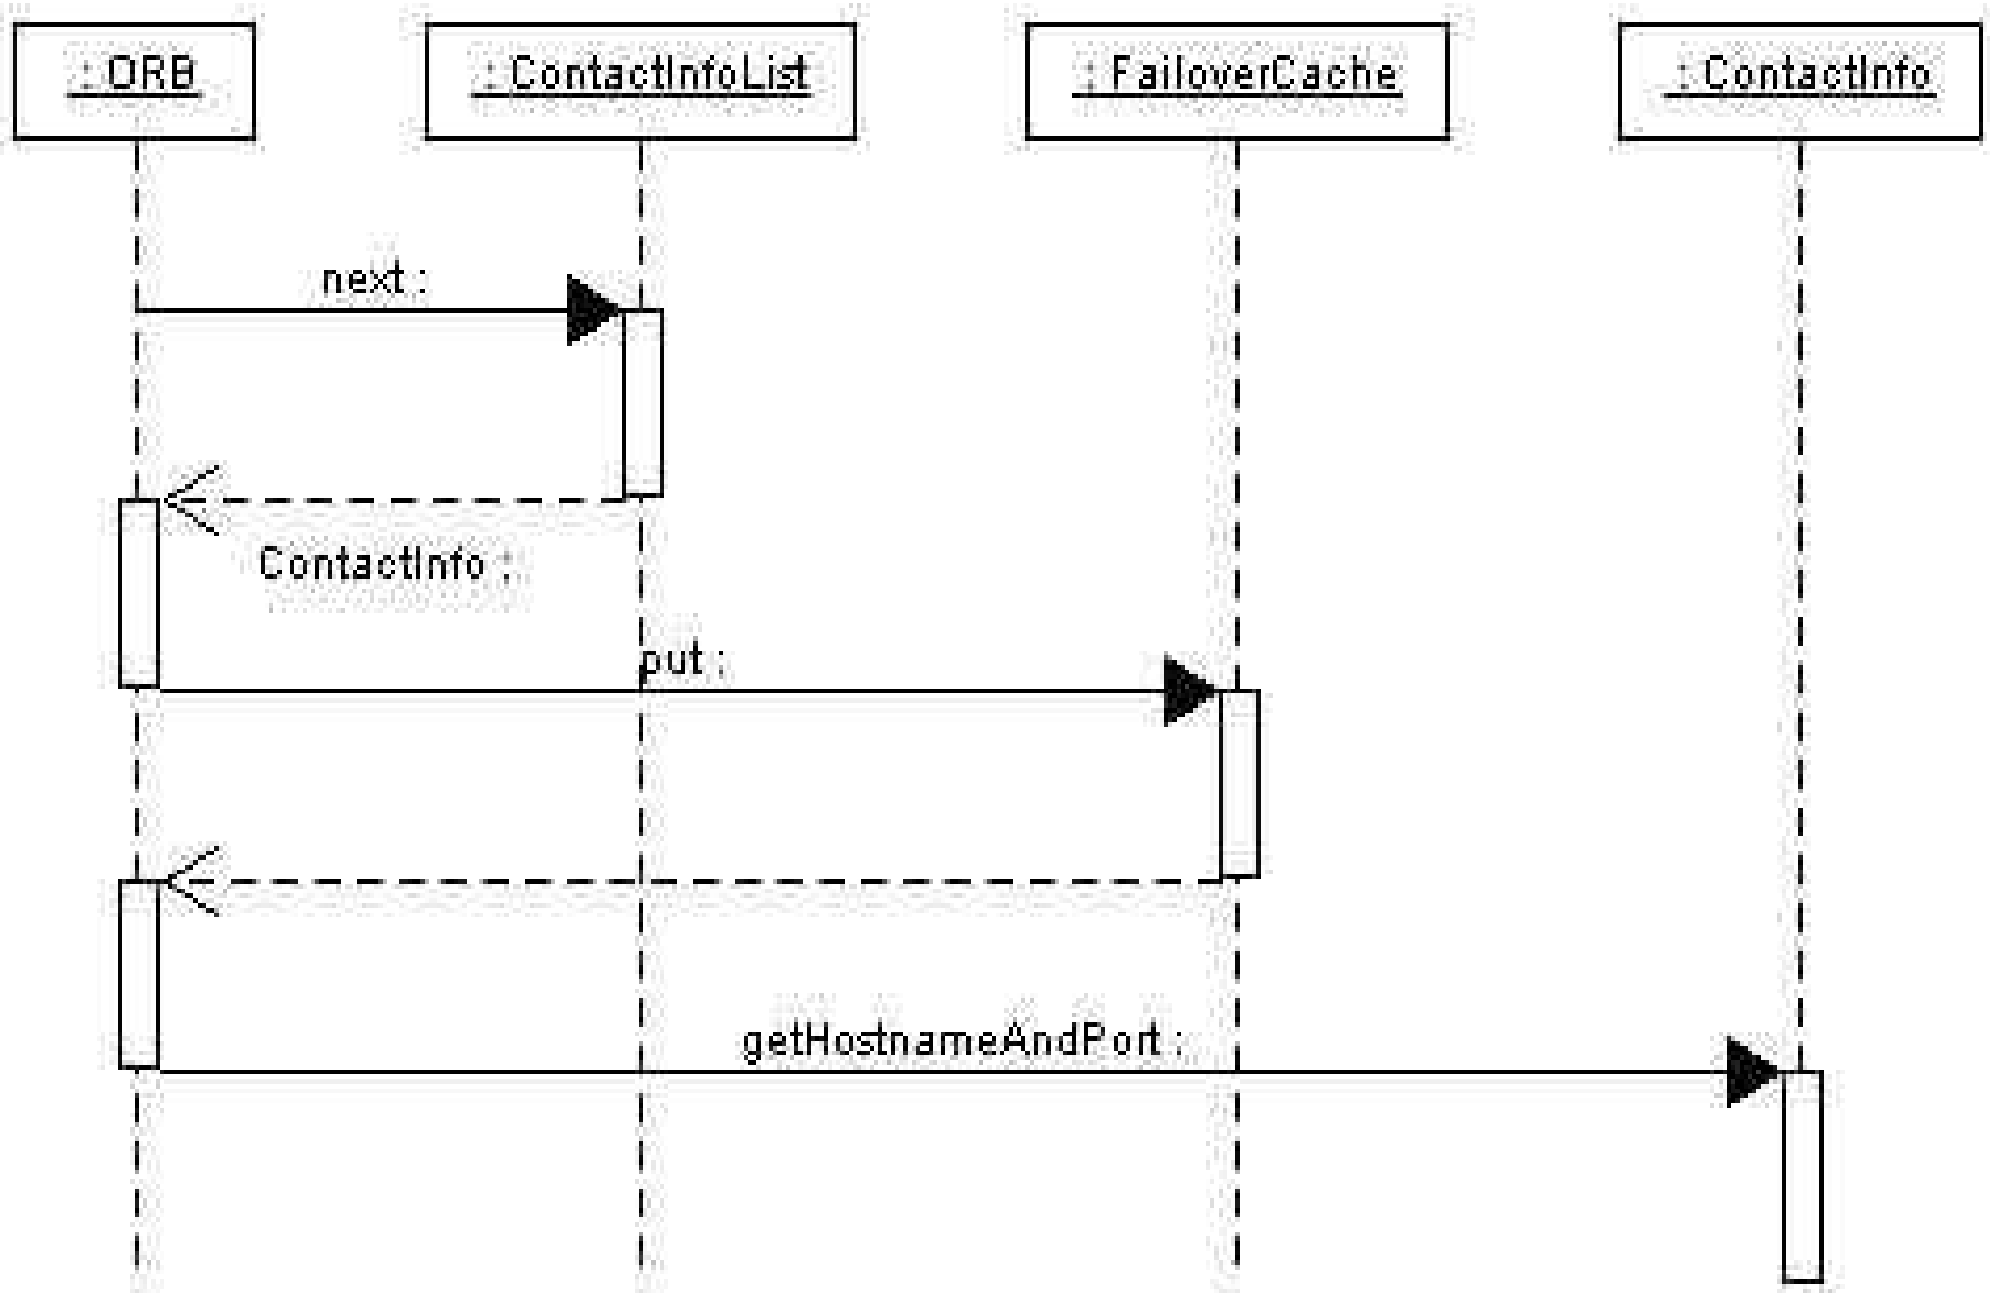 : ORB
: ContactInfoList
: FailoverCache
: ContactInfo
next :
ContactInfo :
put :
getHostnameAndPort :